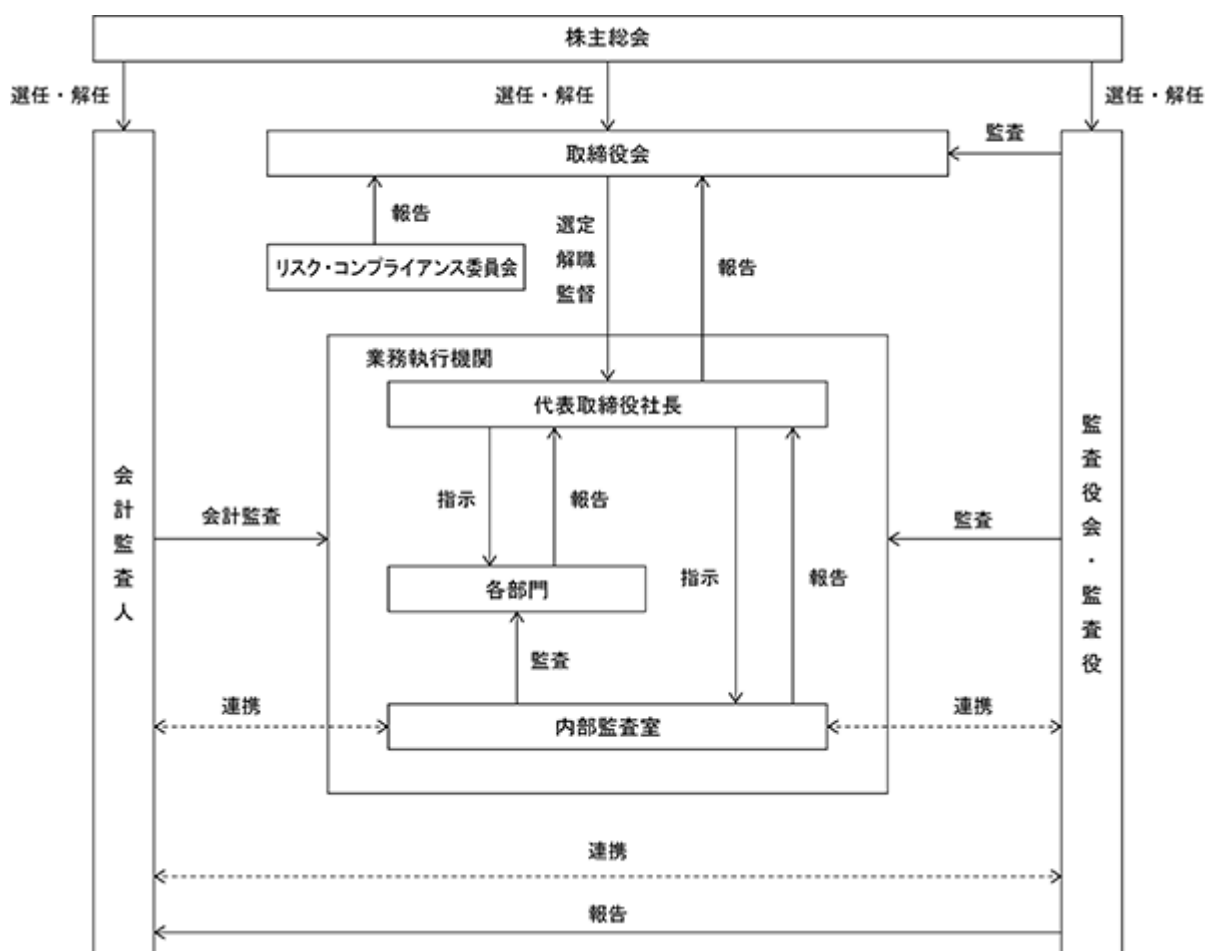 株主総会
選任・解任
選任・解任
選任・解任
取締役会
監査
報告
選定
解職
監督
報告
リスク・コンプライアンス委員会
業務執行機関
代表取締役社長
会計監査人
監査役会・監査役
指示
報告
会計監査
監査
各部門
指示
報告
監査
連携
内部監査室
連携
連携
報告